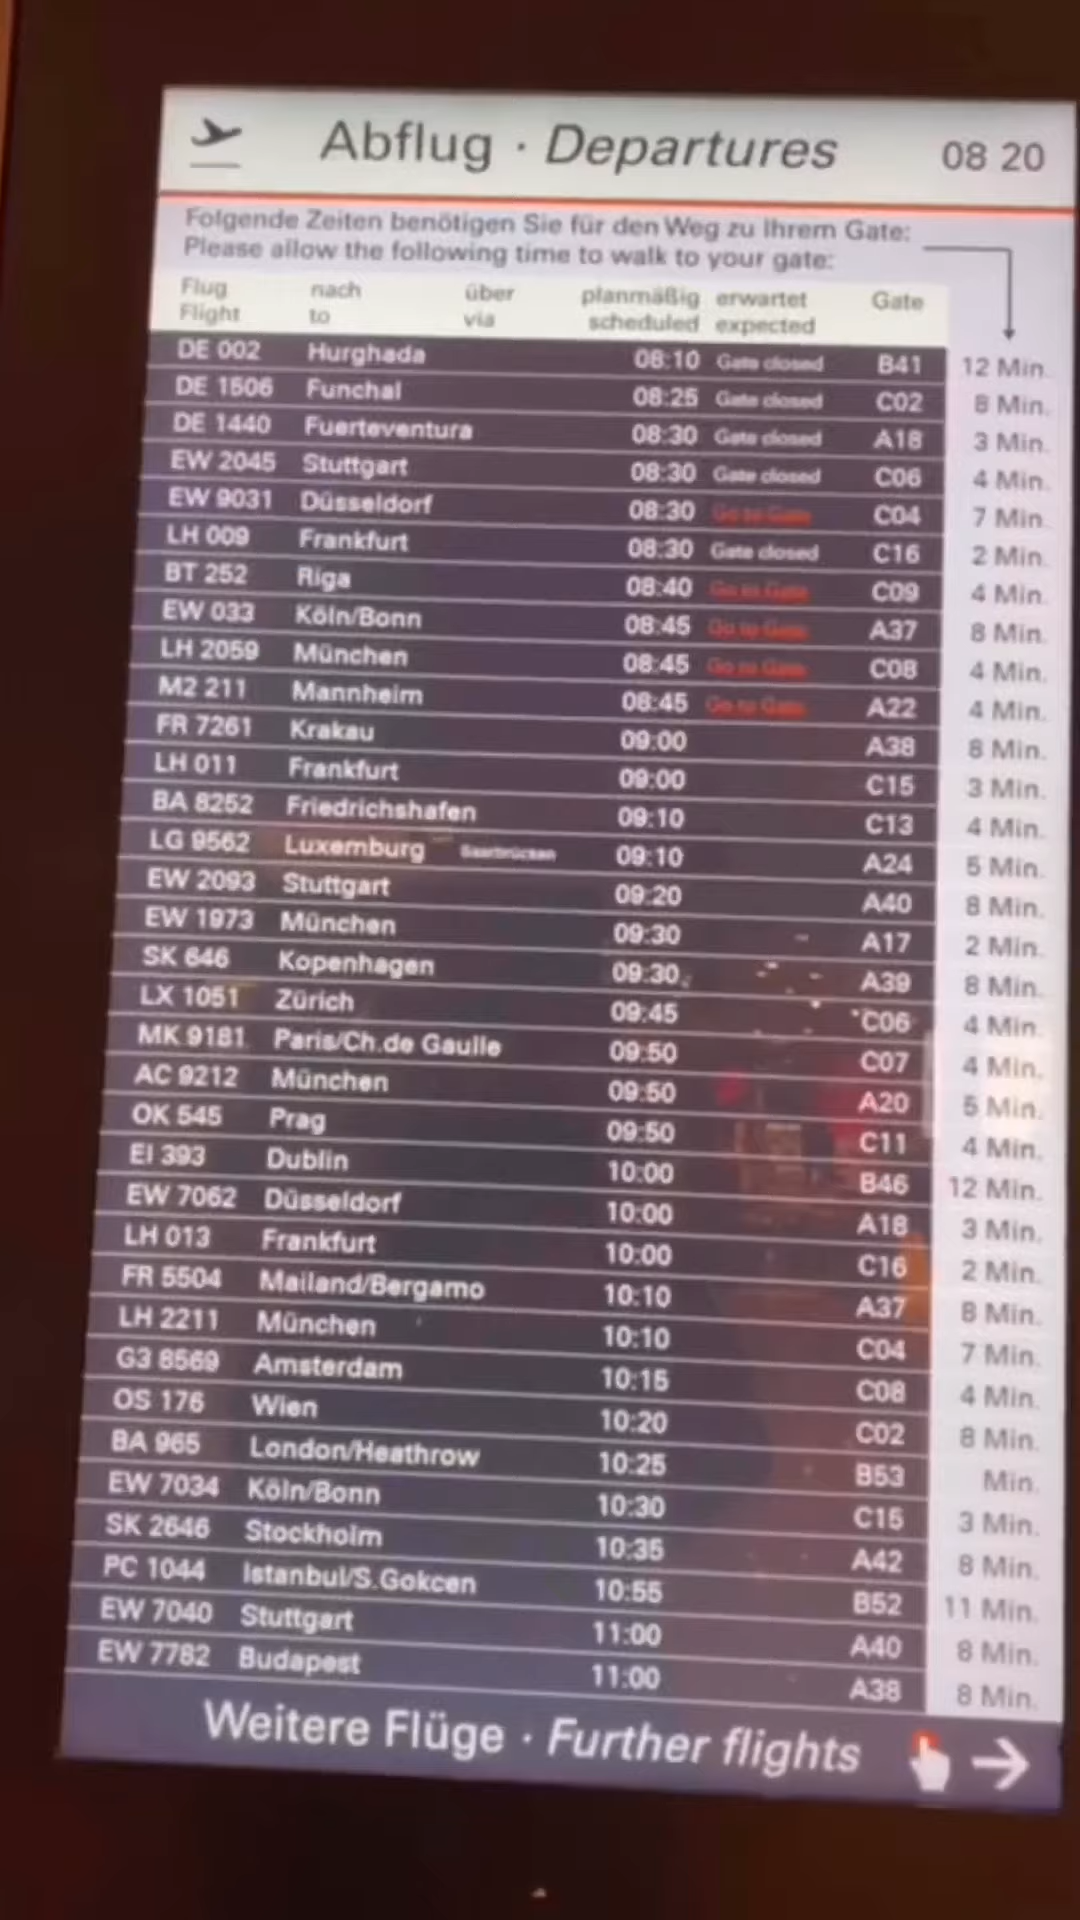 Abflug · Departures 08 20
Folgende Zeiten benötigen Sie für den Weg zu Ihrem Gate:
Please allow the following time to walk to your gate:
Flug nach über planmäßig erwartet Gate
Flight to via scheduled expected
DE 002 Hurghada 08:10 Gate closed B41 12 Min.
DE 1506 Funchal 08:25 Gate closed C02 8 Min.
DE 1440 Fuerteventura 08:30 Gate closed A18 3 Min.
EW 2045 Stuttgart 08:30 Gate closed C06 4 Min.
EW 9031 Düsseldorf 08:30 Go to Gate C04 7 Min.
LH 009 Frankfurt 08:30 Gate closed C16 2 Min.
BT 252 Riga 08:40 Go to Gate C09 4 Min.
EW 033 Köln/Bonn 08:45 Go to Gate A37 8 Min.
LH 2059 München 08:45 Go to Gate C08 4 Min.
M2 211 Mannheim 08:45 Go to Gate A22 4 Min.
FR 7261 Krakau 09:00 A38 8 Min.
LH 011 Frankfurt 09:00 C15 3 Min.
BA 8252 Friedrichshafen 09:10 C13 4 Min.
LG 9562 Luxemburg Saarbrücken 09:10 A24 5 Min.
EW 2093 Stuttgart 09:20 A40 8 Min.
EW 1973 München 09:30 A17 2 Min.
SK 646 Kopenhagen 09:30 A39 8 Min.
LX 1051 Zürich 09:45 C06 4 Min.
MK 9181 Paris/Ch.de Gaulle 09:50 C07 4 Min.
AC 9212 München 09:50 A20 5 Min.
OK 545 Prag 09:50 C11 4 Min.
EI 393 Dublin 10:00 B46 12 Min.
EW 7062 Düsseldorf 10:00 A18 3 Min.
LH 013 Frankfurt 10:00 C16 2 Min.
FR 5504 Mailand/Bergamo 10:10 A37 8 Min.
LH 2211 München 10:10 C04 7 Min.
G3 8569 Amsterdam 10:15 C08 4 Min.
OS 176 Wien 10:20 C02 8 Min.
BA 965 London/Heathrow 10:25 B53 Min.
EW 7034 Köln/Bonn 10:30 C15 3 Min.
SK 2646 Stockholm 10:35 A42 8 Min.
PC 1044 Istanbul/S.Gokcen 10:55 B52 11 Min.
EW 7040 Stuttgart 11:00 A40 8 Min.
EW 7782 Budapest 11:00 A38 8 Min.
Weitere Flüge · Further flights